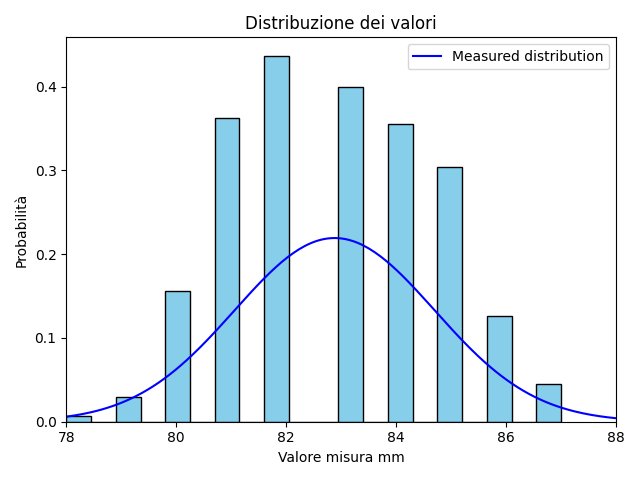 Distribuzione dei valori
Measured distribution
Probabilità
0.4
0.3
0.2
0.1
0.0
78 80 82 84 86 88
Valore misura mm